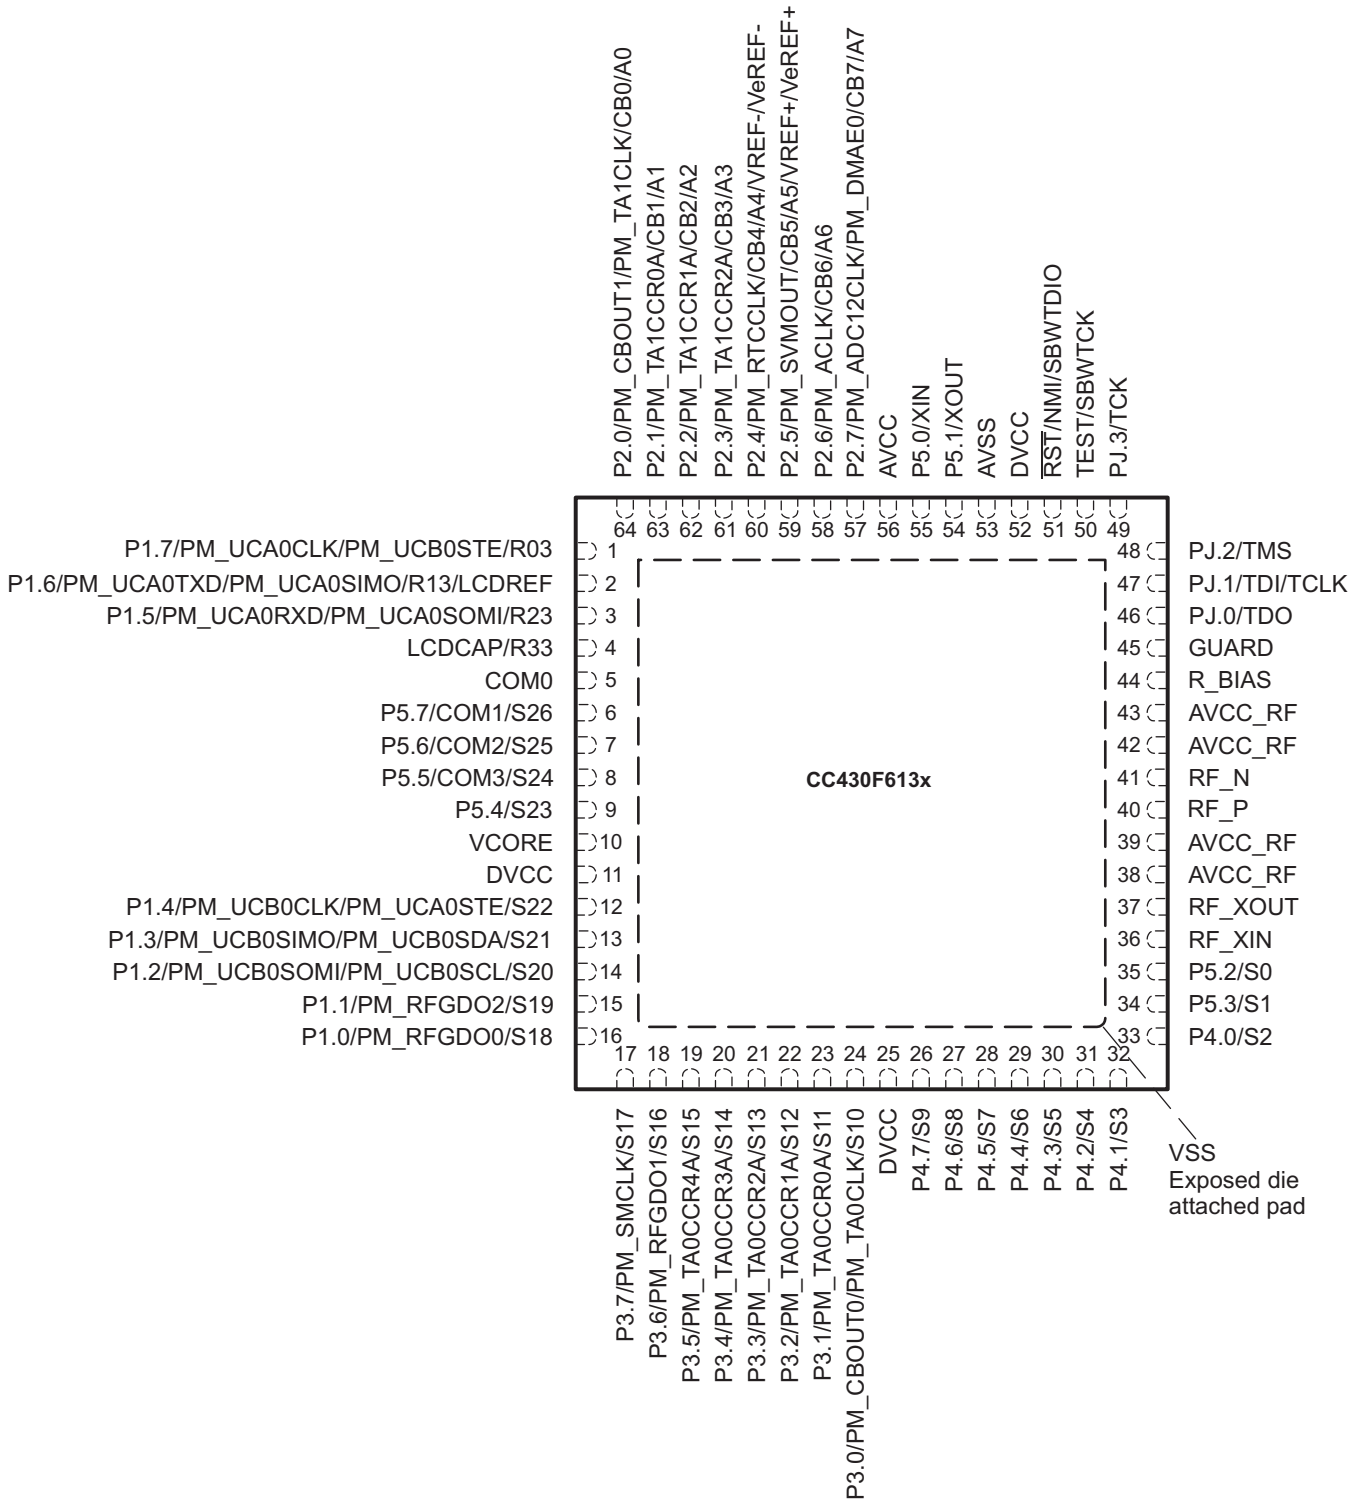 P2.0/PM_CBOUT1/PM_TA1CLK/CB0/A0
P2.1/PM_TA1CCR0A/CB1/A1
P2.2/PM_TA1CCR1A/CB2/A2
P2.3/PM_TA1CCR2A/CB3/A3
P2.4/PM_RTCCLK/CB4/A4/VREF-/VeREF-
P2.5/PM_SVMOUT/CB5/A5/VREF+/VeREF+
P2.6/PM_ACLK/CB6/A6
P2.7/PM_ADC12CLK/PM_DMAE0/CB7/A7
AVCC
P5.0/XIN
P5.1/XOUT
AVSS
DVCC
RST/NMI/SBWTDIO
TEST/SBWTCK
PJ.3/TCK
64 63 62 61 60 59 58 57 56 55 54 53 52 51 50 49
P1.7/PM_UCA0CLK/PM_UCB0STE/R03 1
P1.6/PM_UCA0TXD/PM_UCA0SIMO/R13/LCDREF 2
P1.5/PM_UCA0RXD/PM_UCA0SOMI/R23 3
LCDCAP/R33 4
COM0 5
P5.7/COM1/S26 6
P5.6/COM2/S25 7
P5.5/COM3/S24 8
P5.4/S23 9
VCORE 10
DVCC 11
P1.4/PM_UCB0CLK/PM_UCA0STE/S22 12
P1.3/PM_UCB0SIMO/PM_UCB0SDA/S21 13
P1.2/PM_UCB0SOMI/PM_UCB0SCL/S20 14
P1.1/PM_RFGDO2/S19 15
P1.0/PM_RFGDO0/S18 16
CC430F613x
48 PJ.2/TMS
47 PJ.1/TDI/TCLK
46 PJ.0/TDO
45 GUARD
44 R_BIAS
43 AVCC_RF
42 AVCC_RF
41 RF_N
40 RF_P
39 AVCC_RF
38 AVCC_RF
37 RF_XOUT
36 RF_XIN
35 P5.2/S0
34 P5.3/S1
33 P4.0/S2
17 18 19 20 21 22 23 24 25 26 27 28 29 30 31 32
P3.7/PM_SMCLK/S17
P3.6/PM_RFGDO1/S16
P3.5/PM_TA0CCR4A/S15
P3.4/PM_TA0CCR3A/S14
P3.3/PM_TA0CCR2A/S13
P3.2/PM_TA0CCR1A/S12
P3.1/PM_TA0CCR0A/S11
P3.0/PM_CBOUT0/PM_TA0CLK/S10
DVCC
P4.7/S9
P4.6/S8
P4.5/S7
P4.4/S6
P4.3/S5
P4.2/S4
P4.1/S3
VSS
Exposed die
attached pad